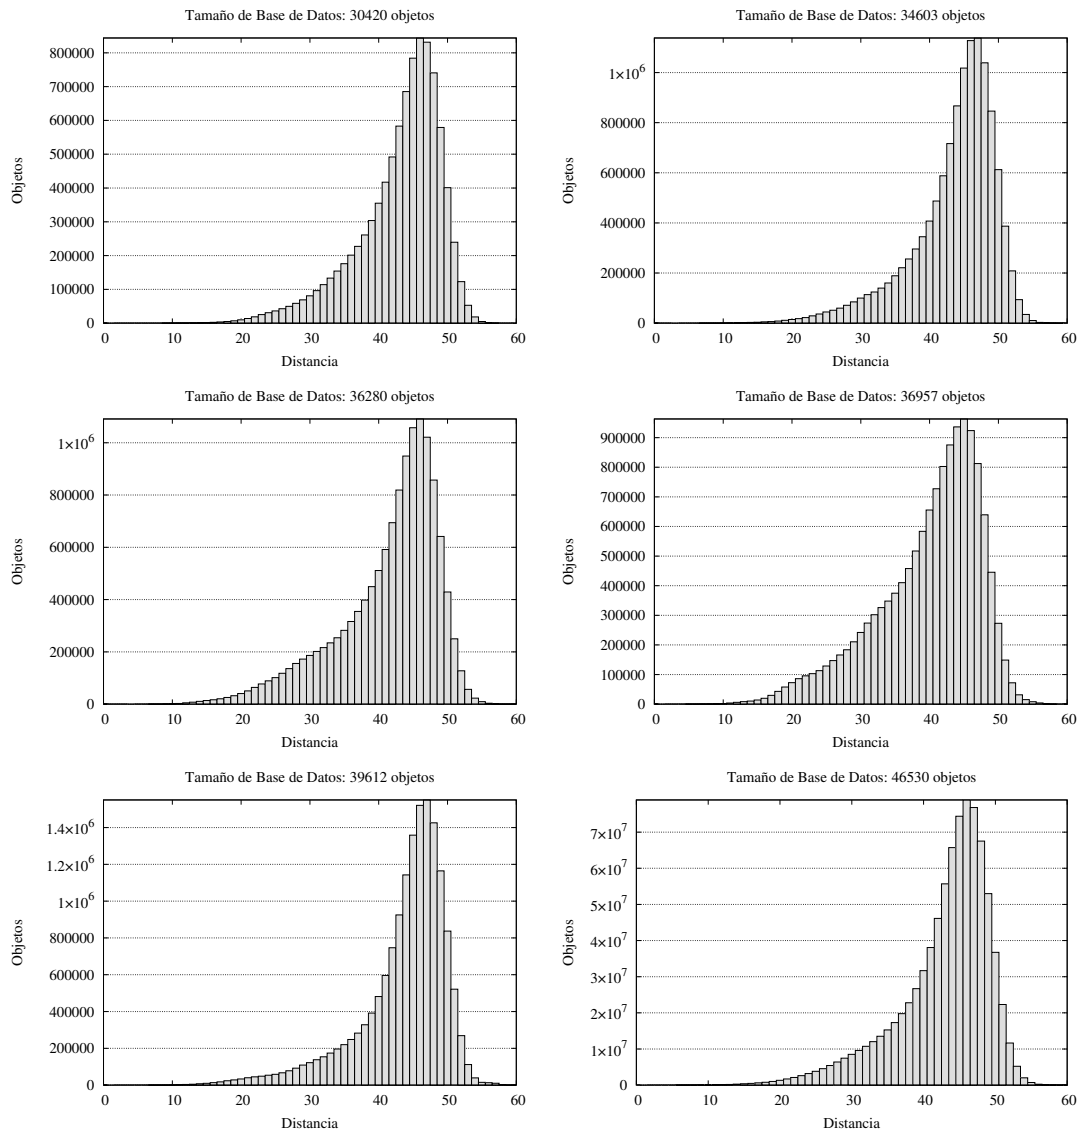 Tamaño de Base de Datos: 30420 objetos
800000
700000
600000
500000
400000
300000
200000
100000
0
Objetos
0 10 20 30 40 50 60
Distancia
Tamaño de Base de Datos: 34603 objetos
1×10⁶
800000
600000
400000
200000
0
Objetos
0 10 20 30 40 50 60
Distancia
Tamaño de Base de Datos: 36280 objetos
1×10⁶
800000
600000
400000
200000
0
Objetos
0 10 20 30 40 50 60
Distancia
Tamaño de Base de Datos: 36957 objetos
900000
800000
700000
600000
500000
400000
300000
200000
100000
0
Objetos
0 10 20 30 40 50 60
Distancia
Tamaño de Base de Datos: 39612 objetos
1.4×10⁶
1.2×10⁶
1×10⁶
800000
600000
400000
200000
0
Objetos
0 10 20 30 40 50 60
Distancia
Tamaño de Base de Datos: 46530 objetos
7×10⁷
6×10⁷
5×10⁷
4×10⁷
3×10⁷
2×10⁷
1×10⁷
0
Objetos
0 10 20 30 40 50 60
Distancia